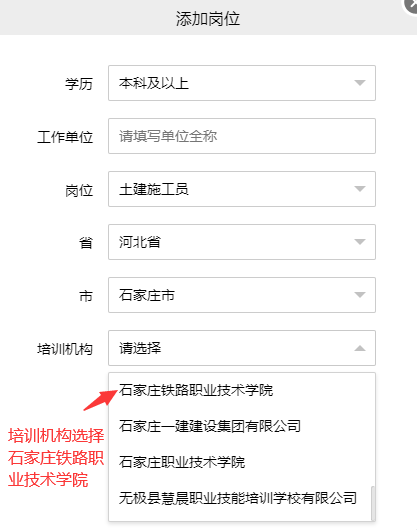 添加岗位
学历 本科及以上
工作单位 请填写单位全称
岗位 土建施工员
省 河北省
市 石家庄市
培训机构 请选择
石家庄铁路职业技术学院
石家庄一建建设集团有限公司
石家庄职业技术学院
无极县慧晨职业技能培训学校有限公司
培训机构选择
石家庄铁路职
业技术学院